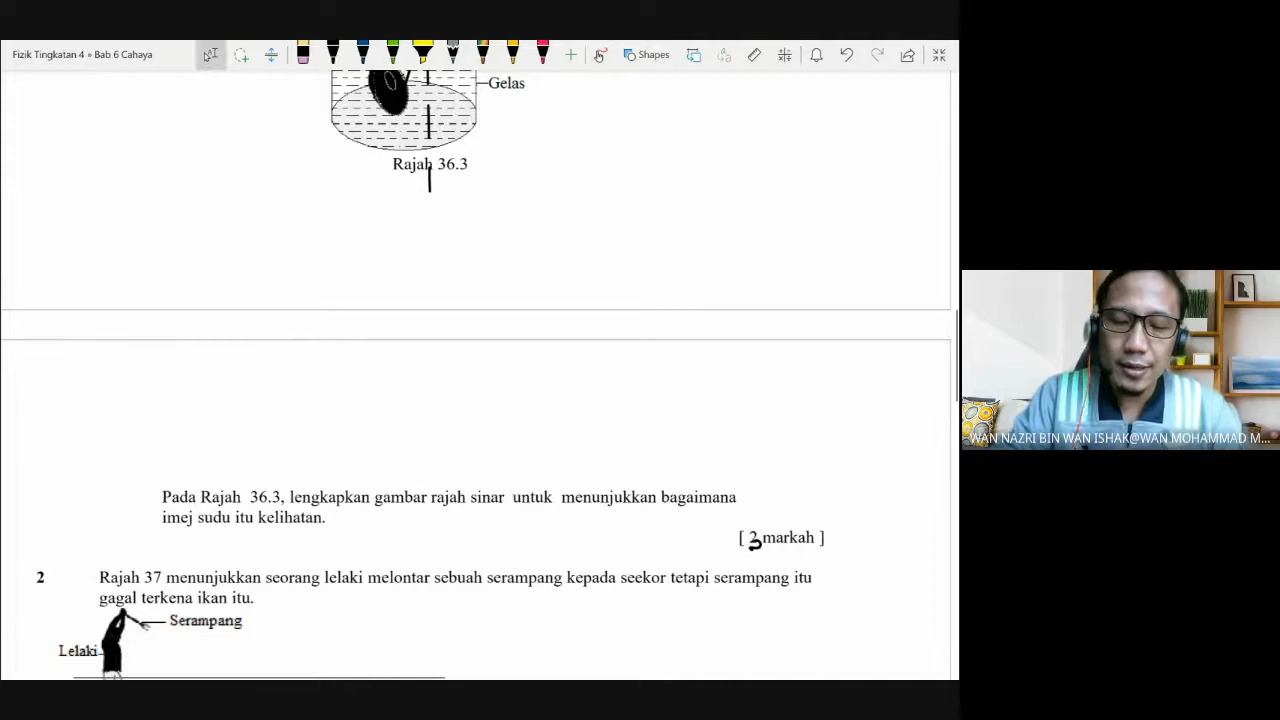 Fizik Tingkatan 4 » Bab 6 Cahaya
Shapes
Gelas
Rajah 36.3
Pada Rajah 36.3, lengkapkan gambar rajah sinar untuk menunjukkan bagaimana
imej sudu itu kelihatan.
[ 2 markah ]
2 Rajah 37 menunjukkan seorang lelaki melontar sebuah serampang kepada seekor tetapi serampang itu
gagal terkena ikan itu.
Serampang
Lelaki
WAN NAZRI BIN WAN ISHAK@WAN MOHAMMAD M...